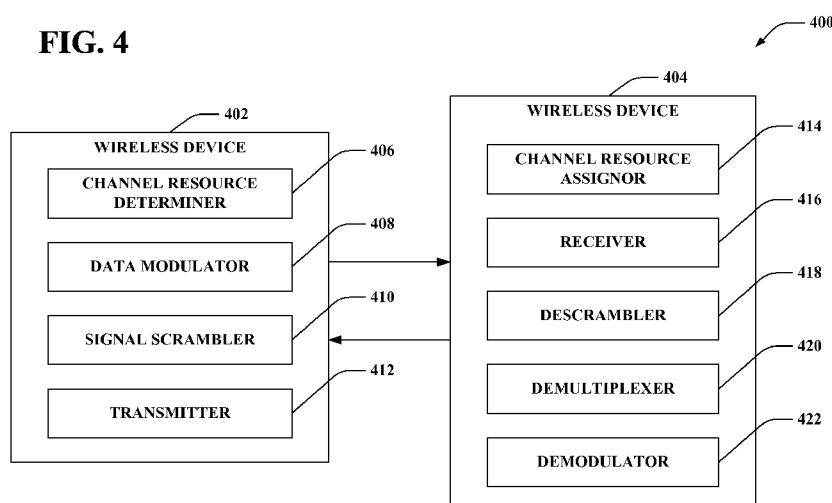 FIG. 4
400
402
WIRELESS DEVICE
406
CHANNEL RESOURCE
DETERMINER
408
DATA MODULATOR
410
SIGNAL SCRAMBLER
412
TRANSMITTER
404
WIRELESS DEVICE
414
CHANNEL RESOURCE
ASSIGNOR
416
RECEIVER
418
DESCRAMBLER
420
DEMULTIPLEXER
422
DEMODULATOR